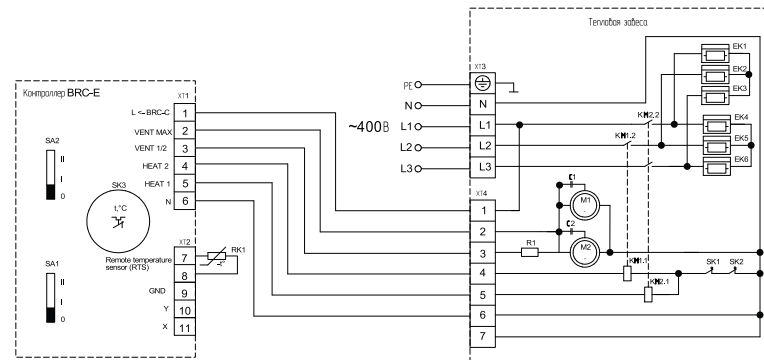 Тепловая завеса
Контроллер BRC-E
XT1
L <- BRC-C 1
VENT MAX 2
VENT 1/2 3
HEAT 2 4
HEAT 1 5
N 6
SA2
II
I
0
SK3
t,°C
Remote temperature
sensor (RTS)
XT2
7
8
GND 9
Y 10
X 11
RK1
-t°
SA1
II
I
0
~400В
XT3
PE
N N
L1 L1
L2 L2
L3 L3
KM2.2
KM1.2
EK1
EK2
EK3
EK4
EK5
EK6
XT4
1
2
3
4
5
6
7
C1
M1
C2
M2
R1
KM1.1
KM2.1
SK1 SK2